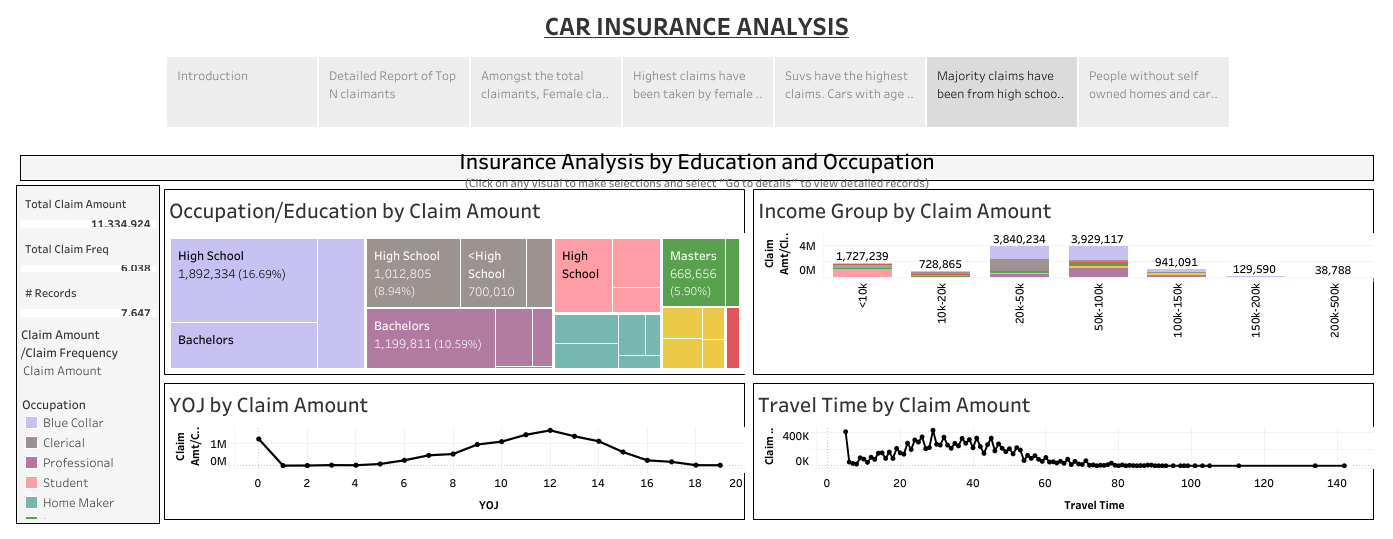 CAR INSURANCE ANALYSIS
Introduction
Detailed Report of Top
N claimants
Amongst the total
claimants, Female cla..
Highest claims have
been taken by female ..
Suvs have the highest
claims. Cars with age ..
Majority claims have
been from high schoo..
People without self
owned homes and car..
Insurance Analysis by Education and Occupation
(Click on any visual to make selections and select "Go to details" to view detailed records)
Total Claim Amount
11,334,924
Total Claim Freq
6,038
# Records
7,647
Claim Amount
/Claim Frequency
Claim Amount
Occupation
Blue Collar
Clerical
Professional
Student
Home Maker
Occupation/Education by Claim Amount
High School
1,892,334 (16.69%)
Bachelors
High School
1,012,805
(8.94%)
<High
School
700,010
Bachelors
1,199,811 (10.59%)
High
School
Masters
668,656
(5.90%)
Income Group by Claim Amount
Claim
Amt/Cl..
4M
0M
1,727,239
728,865
3,840,234
3,929,117
941,091
129,590
38,788
<10k
10k-20k
20k-50k
50k-100k
100k-150k
150k-200k
200k-500k
YOJ by Claim Amount
Claim
Amt/C..
1M
0M
0 2 4 6 8 10 12 14 16 18 20
YOJ
Travel Time by Claim Amount
Claim ..
400K
0K
0 20 40 60 80 100 120 140
Travel Time